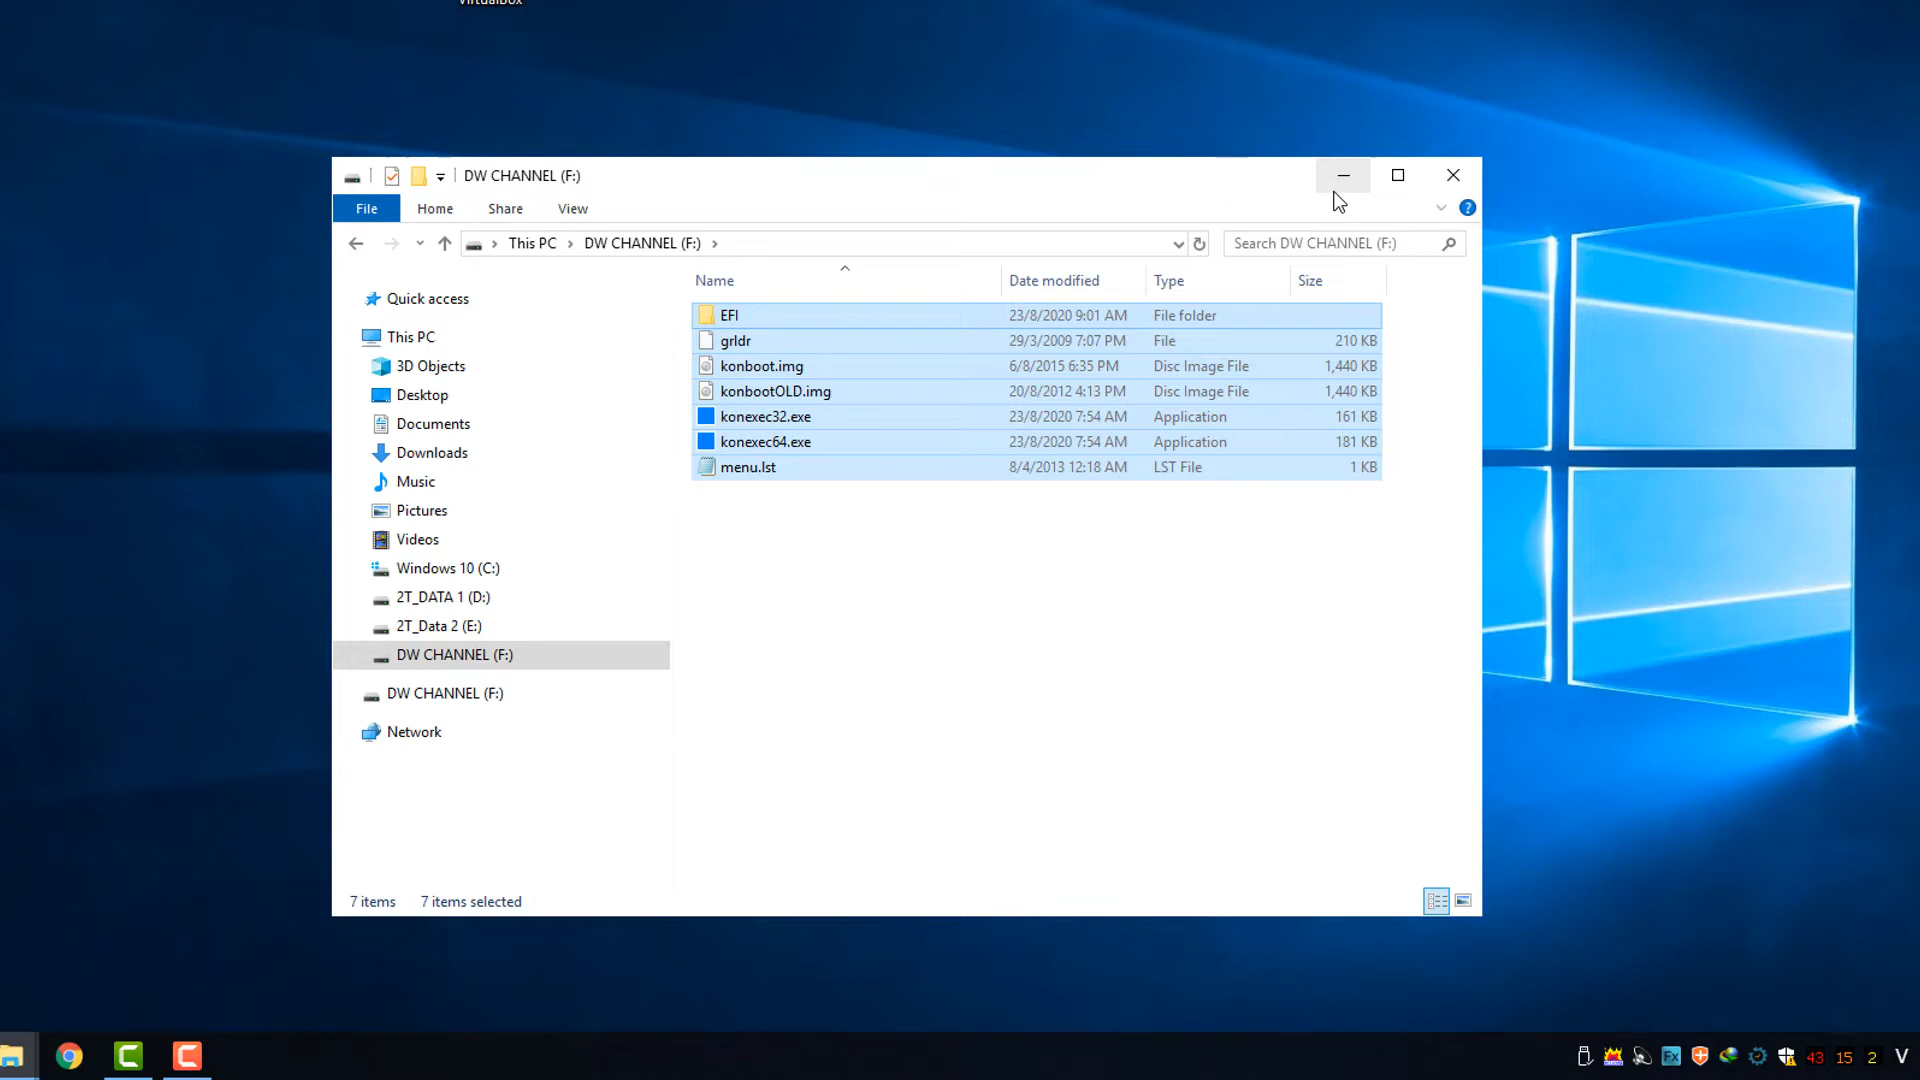 VirtualBox
DW CHANNEL (F:)
File Home Share View
This PC DW CHANNEL (F:) Search DW CHANNEL (F:)
Name Date modified Type Size
EFI 23/8/2020 9:01 AM File folder
grldr 29/3/2009 7:07 PM File 210 KB
konboot.img 6/8/2015 6:35 PM Disc Image File 1,440 KB
konbootOLD.img 20/8/2012 4:13 PM Disc Image File 1,440 KB
konexec32.exe 23/8/2020 7:54 AM Application 161 KB
konexec64.exe 23/8/2020 7:54 AM Application 181 KB
menu.lst 8/4/2013 12:18 AM LST File 1 KB
Quick access
This PC
3D Objects
Desktop
Documents
Downloads
Music
Pictures
Videos
Windows 10 (C:)
2T_DATA 1 (D:)
2T_Data 2 (E:)
DW CHANNEL (F:)
DW CHANNEL (F:)
Network
7 items 7 items selected
Fx 43 15 2 V